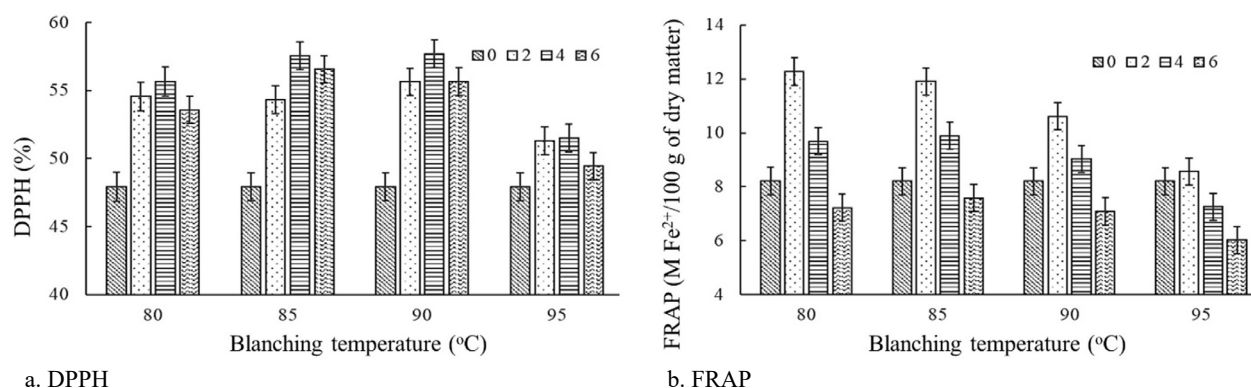 60
55
50
45
40
DPPH (%)
0 2 4 6
80 85 90 95
Blanching temperature (ᵒC)
a. DPPH
14
12
10
8
6
4
FRAP (M Fe²⁺/100 g of dry matter)
0 2 4 6
80 85 90 95
Blanching temperature (ᵒC)
b. FRAP